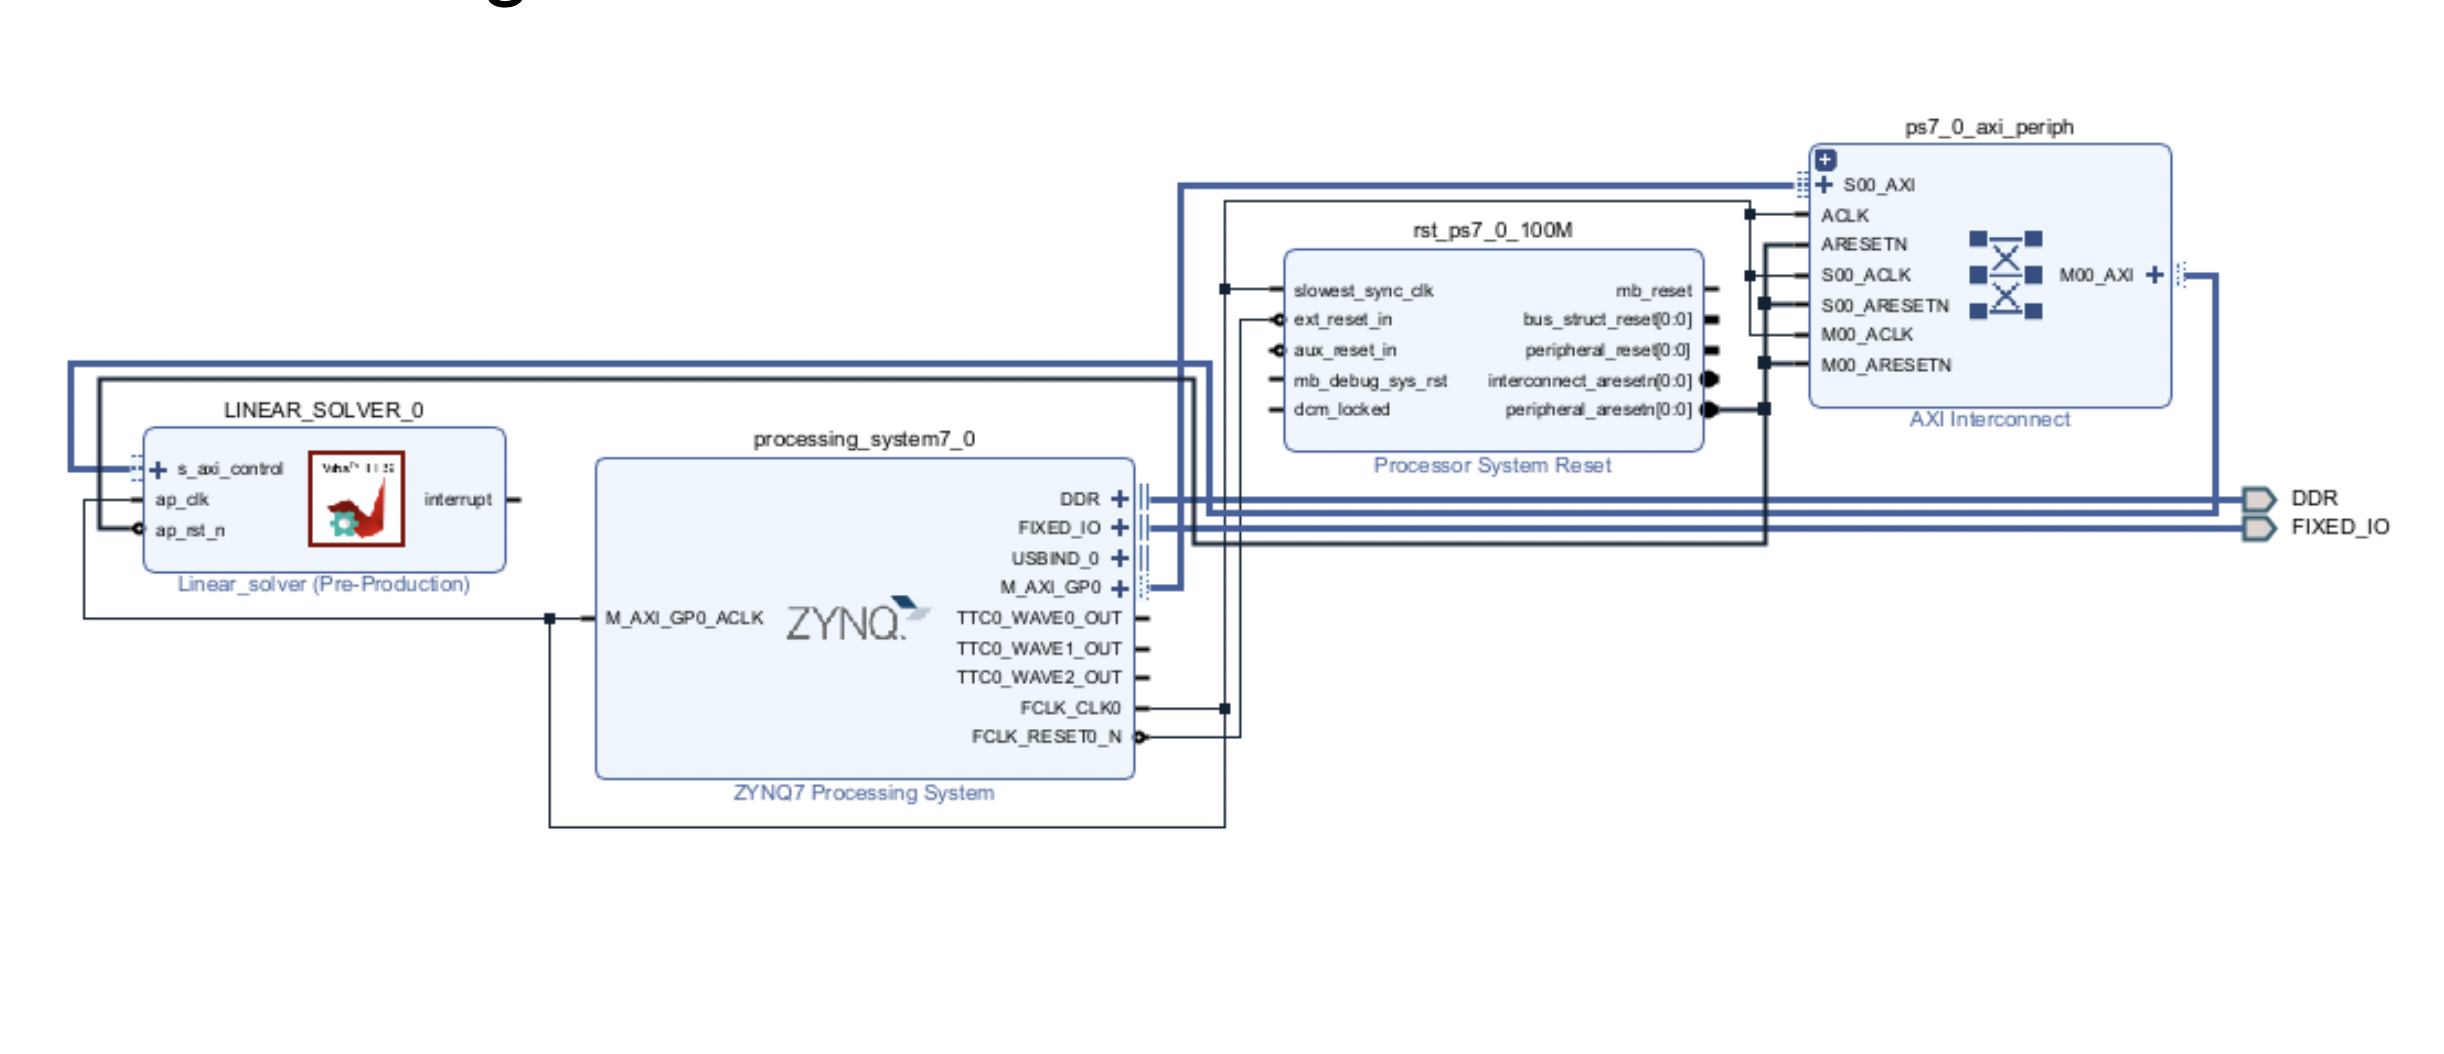 ps7_0_axi_periph
S00_AXI
ACLK
ARESETN
S00_ACLK
S00_ARESETN
M00_ACLK
M00_ARESETN
M00_AXI
AXI Interconnect
rst_ps7_0_100M
slowest_sync_clk
ext_reset_in
aux_reset_in
mb_debug_sys_rst
dcm_locked
mb_reset
bus_struct_reset[0:0]
peripheral_reset[0:0]
interconnect_aresetn[0:0]
peripheral_aresetn[0:0]
Processor System Reset
LINEAR_SOLVER_0
s_axi_control
ap_clk
ap_rst_n
interrupt
Linear_solver (Pre-Production)
processing_system7_0
M_AXI_GP0_ACLK
ZYNQ
DDR
FIXED_IO
USBIND_0
M_AXI_GP0
TTC0_WAVE0_OUT
TTC0_WAVE1_OUT
TTC0_WAVE2_OUT
FCLK_CLK0
FCLK_RESET0_N
ZYNQ7 Processing System
DDR
FIXED_IO